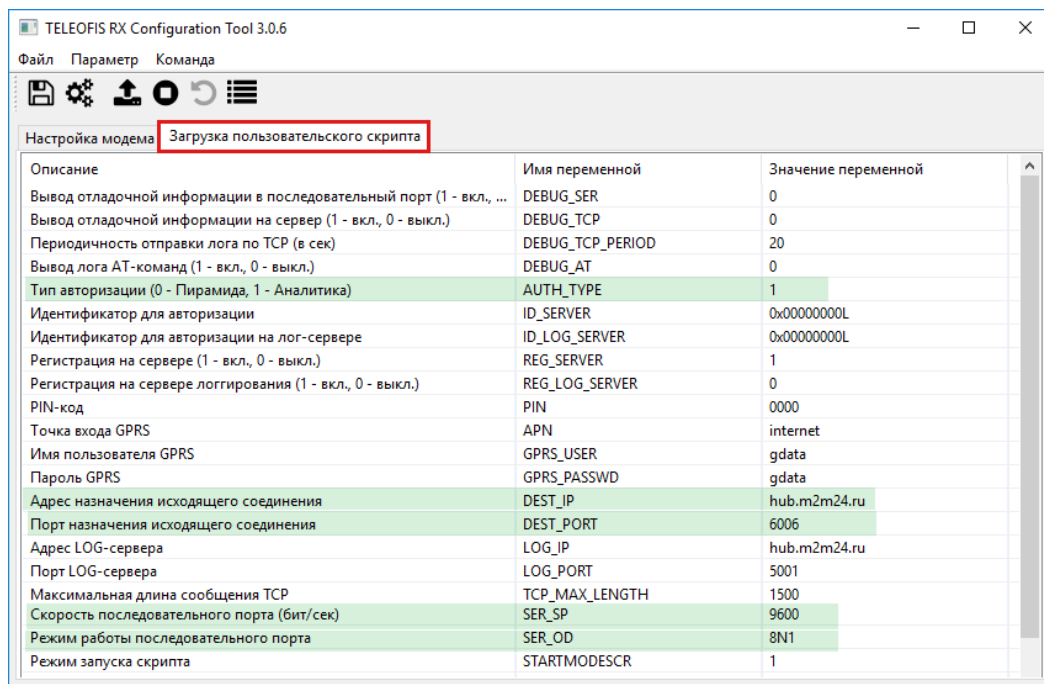 TELEOFIS RX Configuration Tool 3.0.6
Файл Параметр Команда
Настройка модема Загрузка пользовательского скрипта
Описание Имя переменной Значение переменной
Вывод отладочной информации в последовательный порт (1 - вкл., ... DEBUG_SER 0
Вывод отладочной информации на сервер (1 - вкл., 0 - выкл.) DEBUG_TCP 0
Периодичность отправки лога по TCP (в сек) DEBUG_TCP_PERIOD 20
Вывод лога AT-команд (1 - вкл., 0 - выкл.) DEBUG_AT 0
Тип авторизации (0 - Пирамида, 1 - Аналитика) AUTH_TYPE 1
Идентификатор для авторизации ID_SERVER 0x00000000L
Идентификатор для авторизации на лог-сервере ID_LOG_SERVER 0x00000000L
Регистрация на сервере (1 - вкл., 0 - выкл.) REG_SERVER 1
Регистрация на сервере логгирования (1 - вкл., 0 - выкл.) REG_LOG_SERVER 0
PIN-код PIN 0000
Точка входа GPRS APN internet
Имя пользователя GPRS GPRS_USER gdata
Пароль GPRS GPRS_PASSWD gdata
Адрес назначения исходящего соединения DEST_IP hub.m2m24.ru
Порт назначения исходящего соединения DEST_PORT 6006
Адрес LOG-сервера LOG_IP hub.m2m24.ru
Порт LOG-сервера LOG_PORT 5001
Максимальная длина сообщения TCP TCP_MAX_LENGTH 1500
Скорость последовательного порта (бит/сек) SER_SP 9600
Режим работы последовательного порта SER_OD 8N1
Режим запуска скрипта STARTMODESCR 1